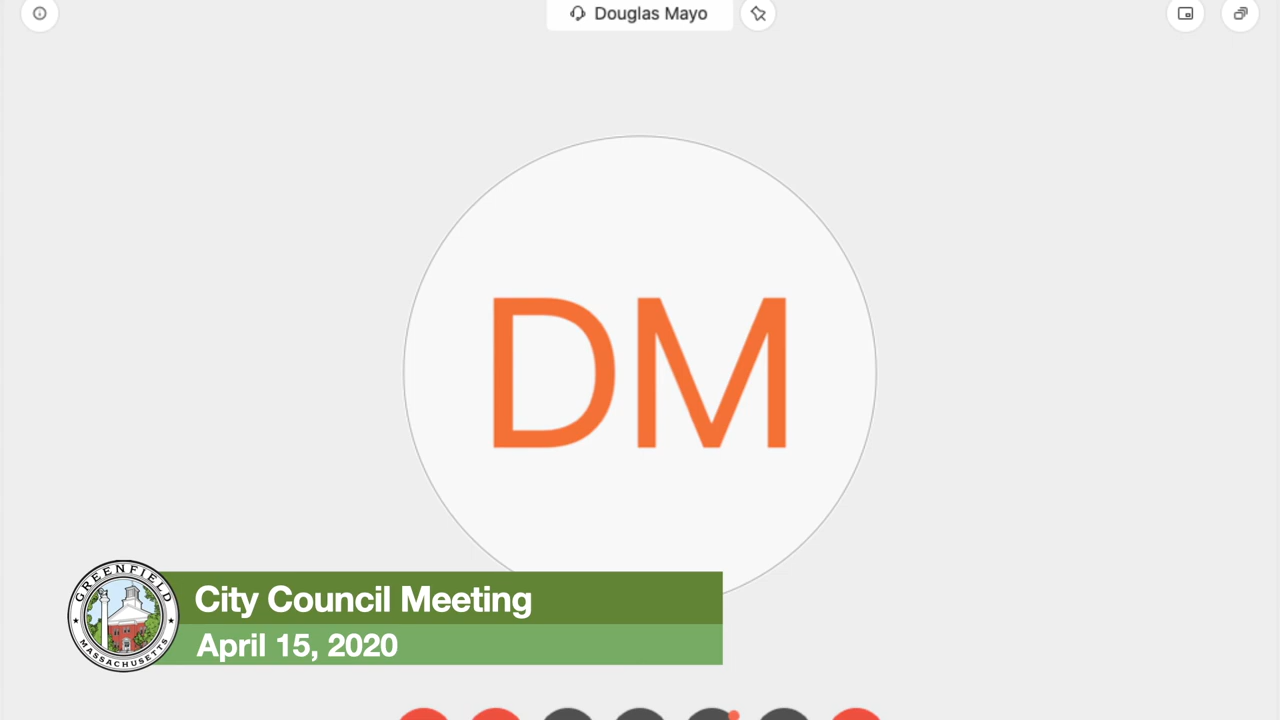 Douglas Mayo
DM
City Council Meeting
April 15, 2020
GREENFIELD
MASSACHUSETTS